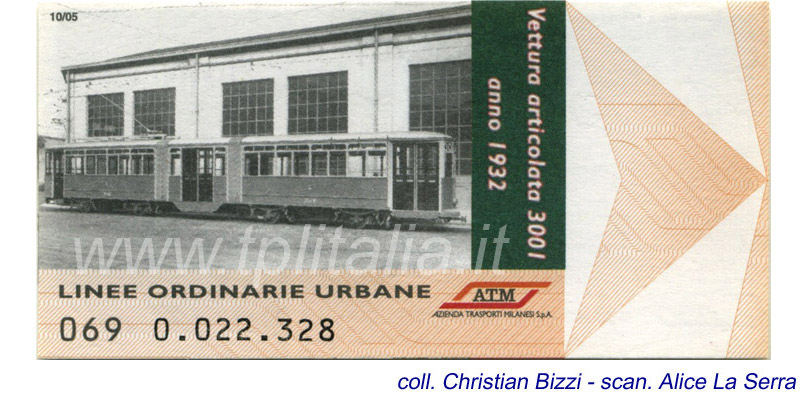 10/05
Vettura articolata 3001
anno 1932
www.tplitalia.it
LINEE ORDINARIE URBANE
ATM
AZIENDA TRASPORTI MILANESI S.p.A.
069 0.022.328
coll. Christian Bizzi - scan. Alice La Serra